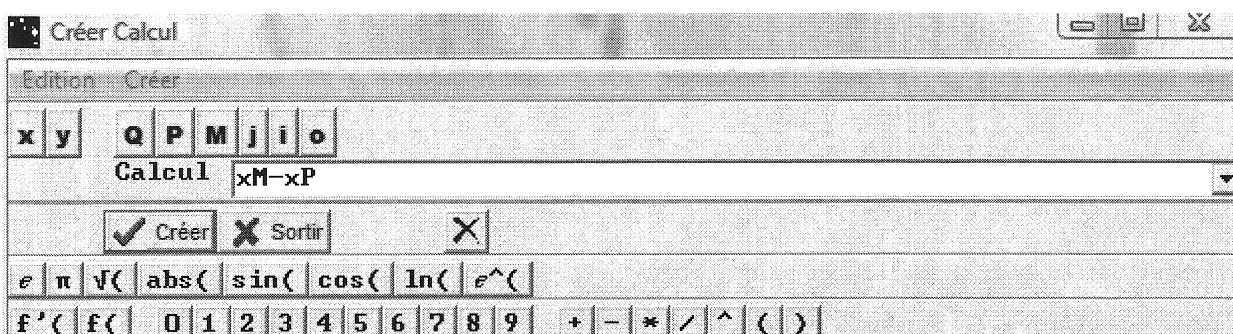 Créer Calcul
Edition Créer
x y Q P M j i o
Calcul xM-xP
Créer Sortir
e π √( abs( sin( cos( ln( e^(
f'( f( 0 1 2 3 4 5 6 7 8 9 + - * / ^ ( )